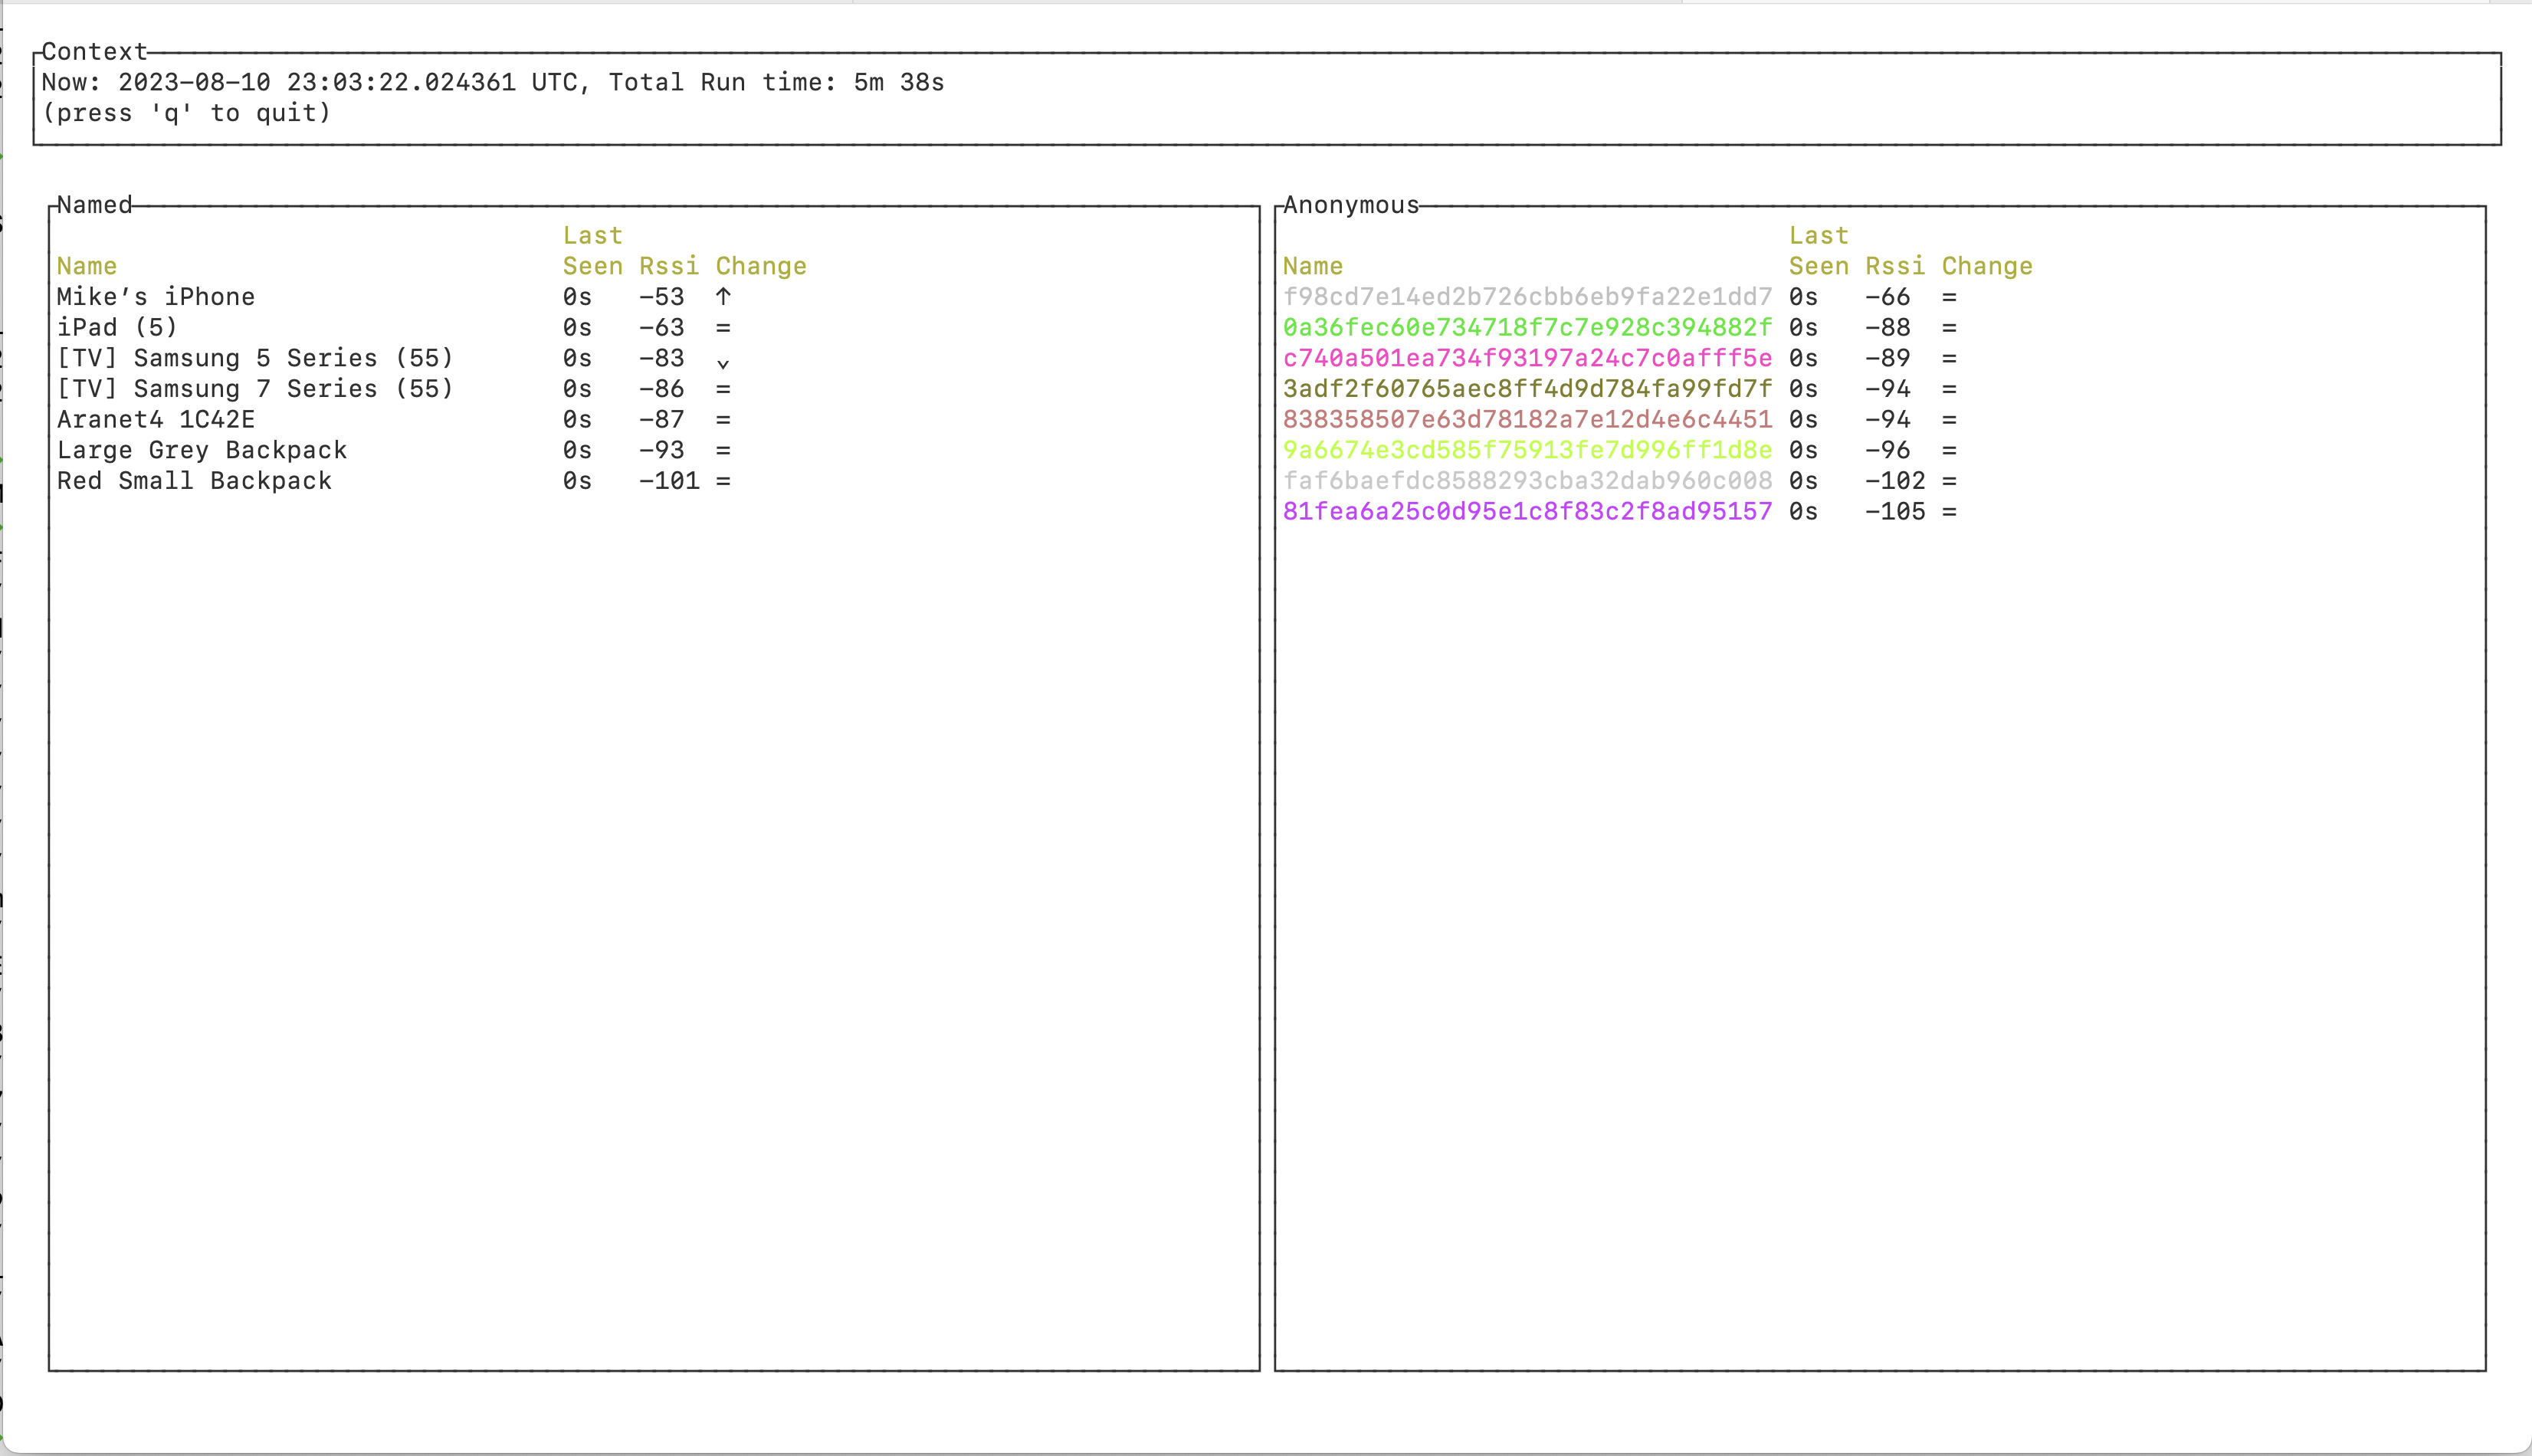 Context
Now: 2023-08-10 23:03:22.024361 UTC, Total Run time: 5m 38s
(press 'q' to quit)
Named
Last
Name Seen Rssi Change
Mike’s iPhone 0s -53 ↑
iPad (5) 0s -63 =
[TV] Samsung 5 Series (55) 0s -83 ⌄
[TV] Samsung 7 Series (55) 0s -86 =
Aranet4 1C42E 0s -87 =
Large Grey Backpack 0s -93 =
Red Small Backpack 0s -101 =
Anonymous
Last
Name Seen Rssi Change
f98cd7e14ed2b726cbb6eb9fa22e1dd7 0s -66 =
0a36fec60e734718f7c7e928c394882f 0s -88 =
c740a501ea734f93197a24c7c0afff5e 0s -89 =
3adf2f60765aec8ff4d9d784fa99fd7f 0s -94 =
838358507e63d78182a7e12d4e6c4451 0s -94 =
9a6674e3cd585f75913fe7d996ff1d8e 0s -96 =
faf6baefdc8588293cba32dab960c008 0s -102 =
81fea6a25c0d95e1c8f83c2f8ad95157 0s -105 =